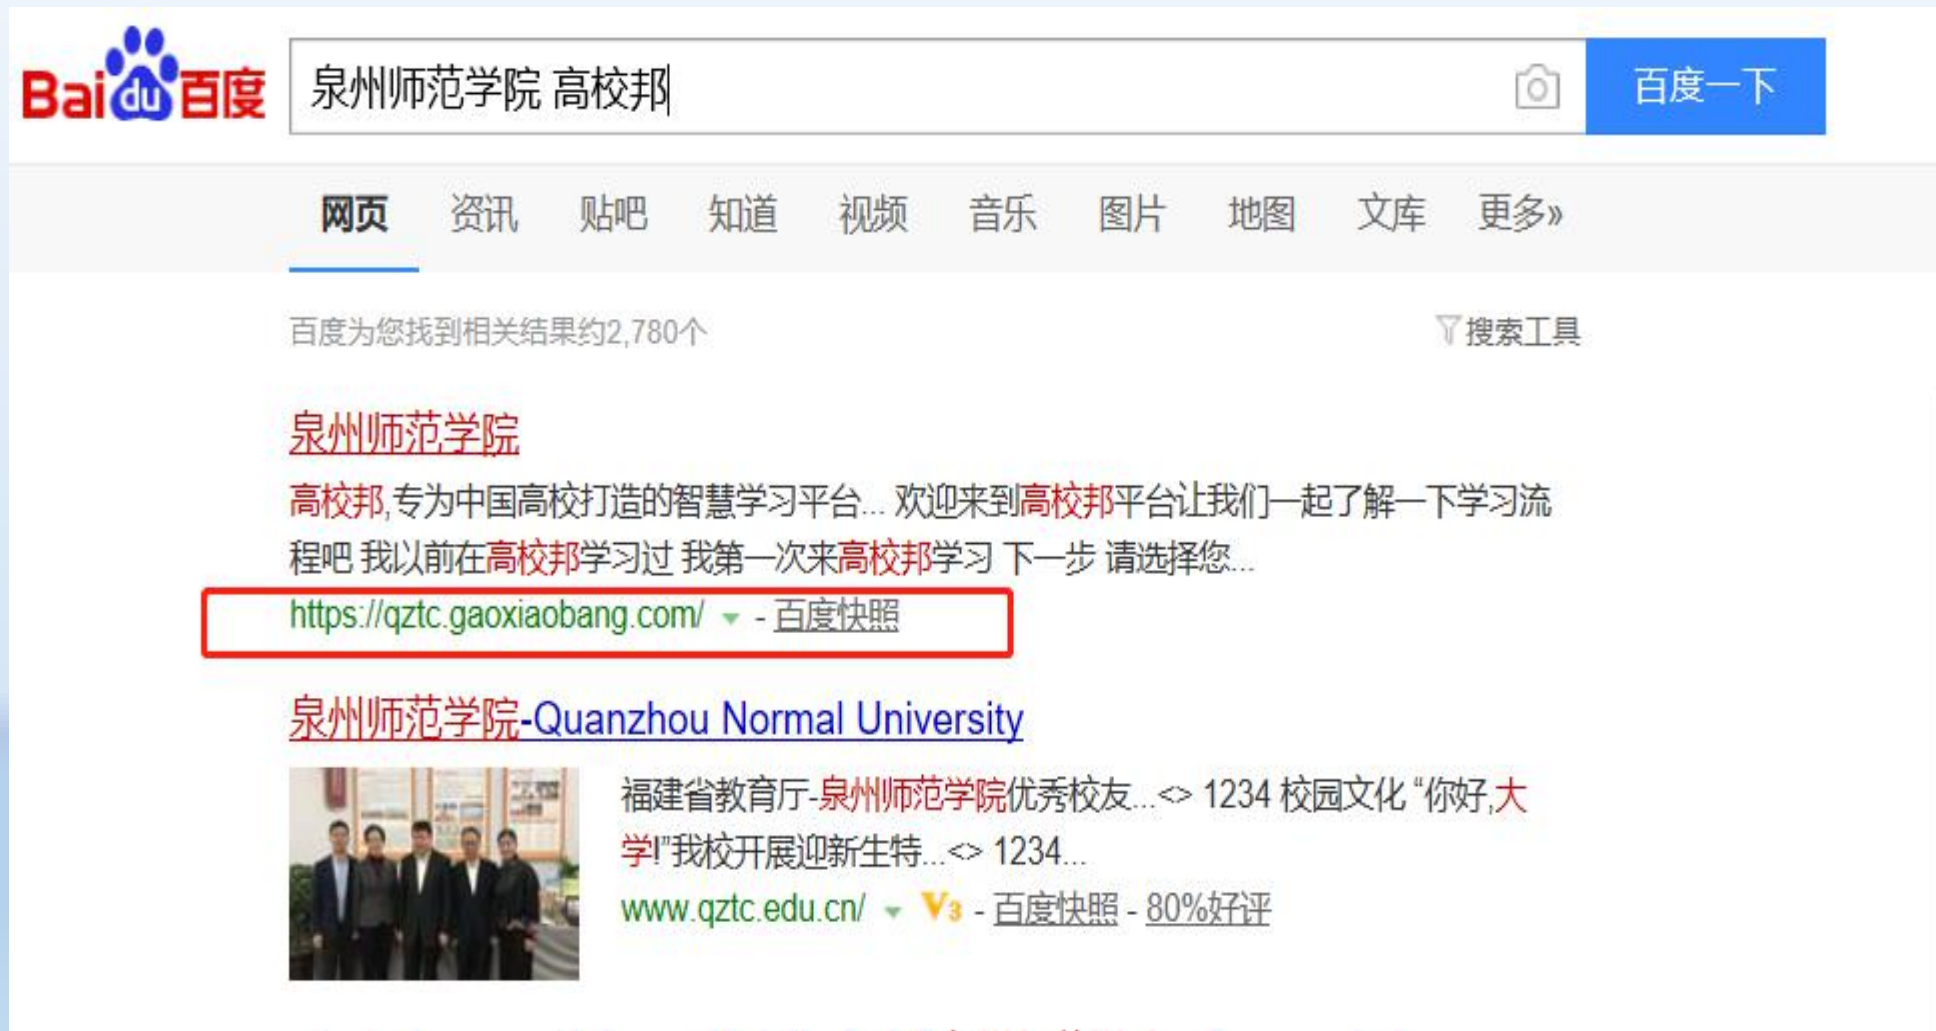 Bai du 百度
泉州师范学院 高校邦
百度一下
网页 资讯 贴吧 知道 视频 音乐 图片 地图 文库 更多»
百度为您找到相关结果约2,780个
搜索工具
泉州师范学院
高校邦,专为中国高校打造的智慧学习平台... 欢迎来到高校邦平台让我们一起了解一下学习流
程吧 我以前在高校邦学习过 我第一次来高校邦学习 下一步 请选择您...
https://qztc.gaoxiaobang.com/ - 百度快照
泉州师范学院-Quanzhou Normal University
福建省教育厅-泉州师范学院优秀校友...<> 1234 校园文化 “你好,大
学!”我校开展迎新生特...<> 1234...
www.qztc.edu.cn/ V3 - 百度快照 - 80%好评